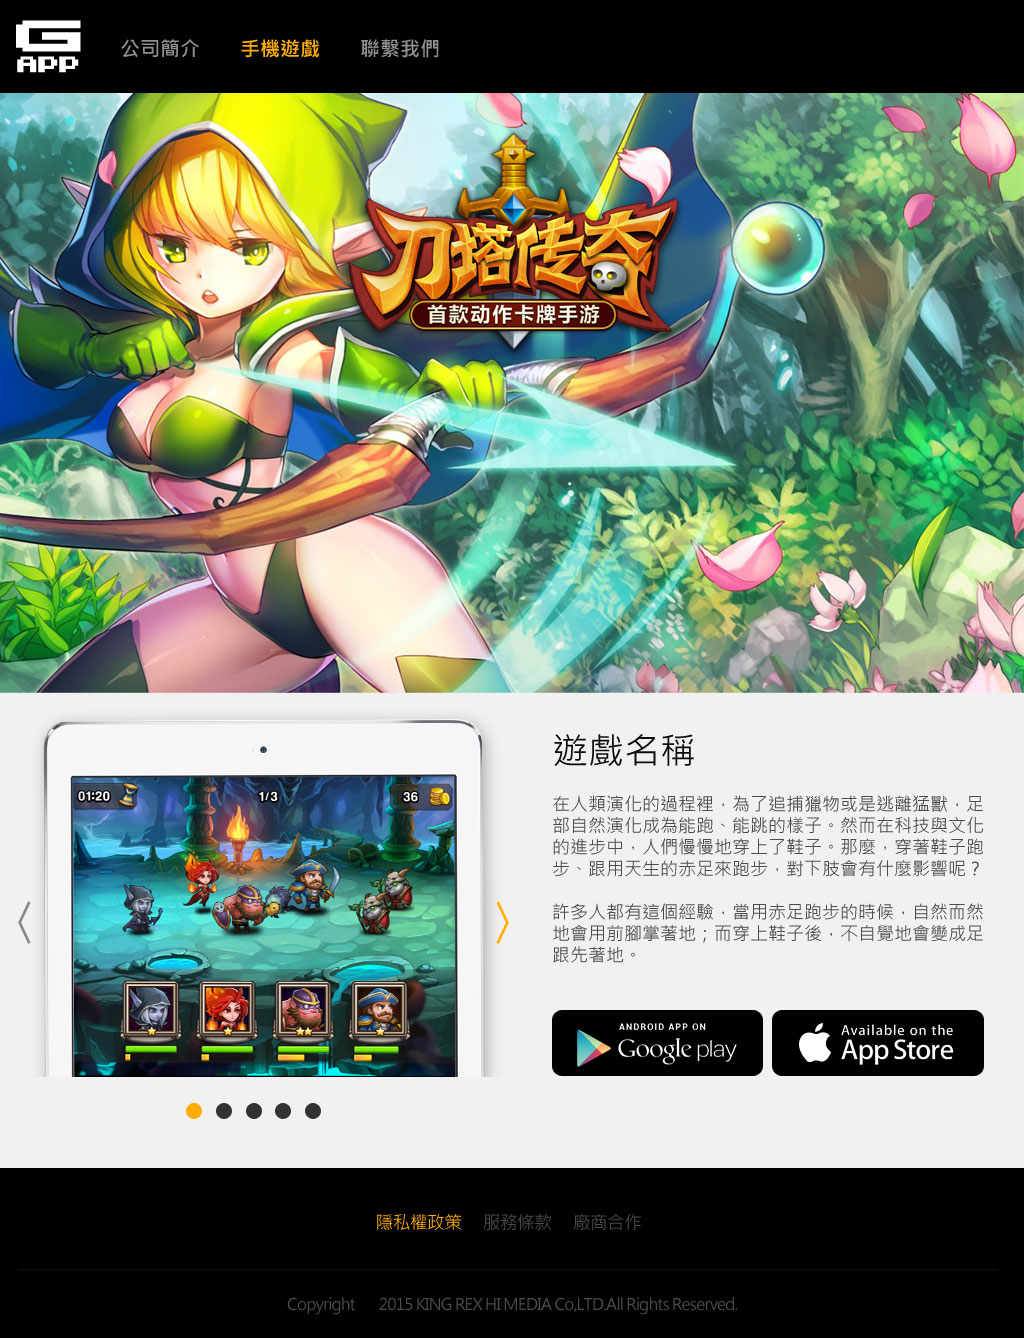 G
APP
公司簡介 手機遊戲 聯繫我們
刀塔传奇
首款动作卡牌手游
01:20 1/3 36
遊戲名稱
在人類演化的過程裡，為了追捕獵物或是逃離猛獸，足
部自然演化成為能跑、能跳的樣子。然而在科技與文化
的進步中，人們慢慢地穿上了鞋子。那麼，穿著鞋子跑
步、跟用天生的赤足來跑步，對下肢會有什麼影響呢？
許多人都有這個經驗，當用赤足跑步的時候，自然而然
地會用前腳掌著地；而穿上鞋子後，不自覺地會變成足
跟先著地。
ANDROID APP ON
Google play
Available on the
App Store
隱私權政策 服務條款 廠商合作
Copyright 2015 KING REX HI MEDIA Co,LTD.All Rights Reserved.